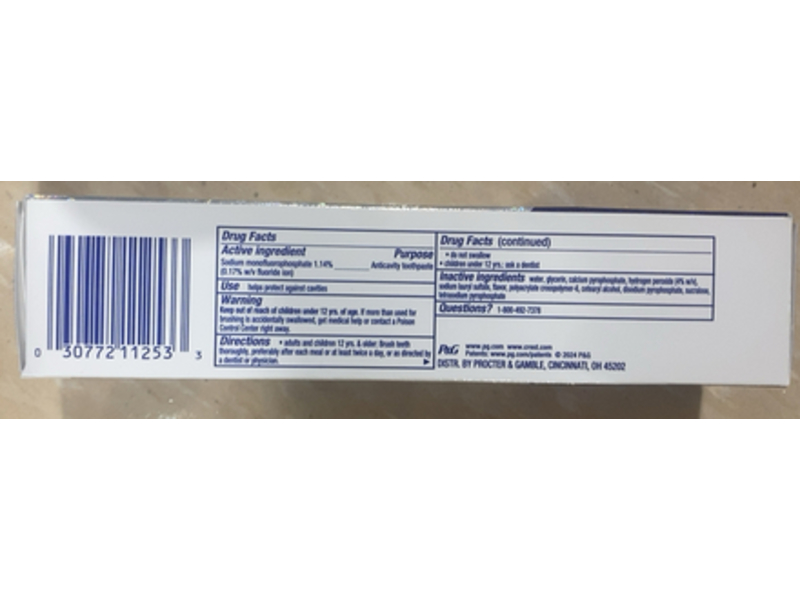 Drug Facts
Active ingredient Purpose
Sodium monofluorophosphate 1.14% Anticavity toothpaste
(0.17% w/v fluoride ion)
Use helps protect against cavities
Warning
Keep out of reach of children under 12 yrs. of age. If more than used for
brushing is accidentally swallowed, get medical help or contact a Poison
Control Center right away.
Directions • adults and children 12 yrs. & older: Brush teeth
thoroughly, preferably after each meal or at least twice a day, or as directed by
a dentist or physician.
0 30772 11253 3
Drug Facts (continued)
• do not swallow
• children under 12 yrs.: ask a dentist
Inactive ingredients water, glycerin, calcium pyrophosphate, hydrogen peroxide (4% w/v),
sodium lauryl sulfate, flavor, polyacrylate crosspolymer-6, cetearyl alcohol, disodium pyrophosphate, sucralose,
tetrasodium pyrophosphate
Questions? 1-800-492-7378
P&G www.pg.com www.crest.com
Patents: www.pg.com/patents © 2024 P&G
DISTR. BY PROCTER & GAMBLE, CINCINNATI, OH 45202